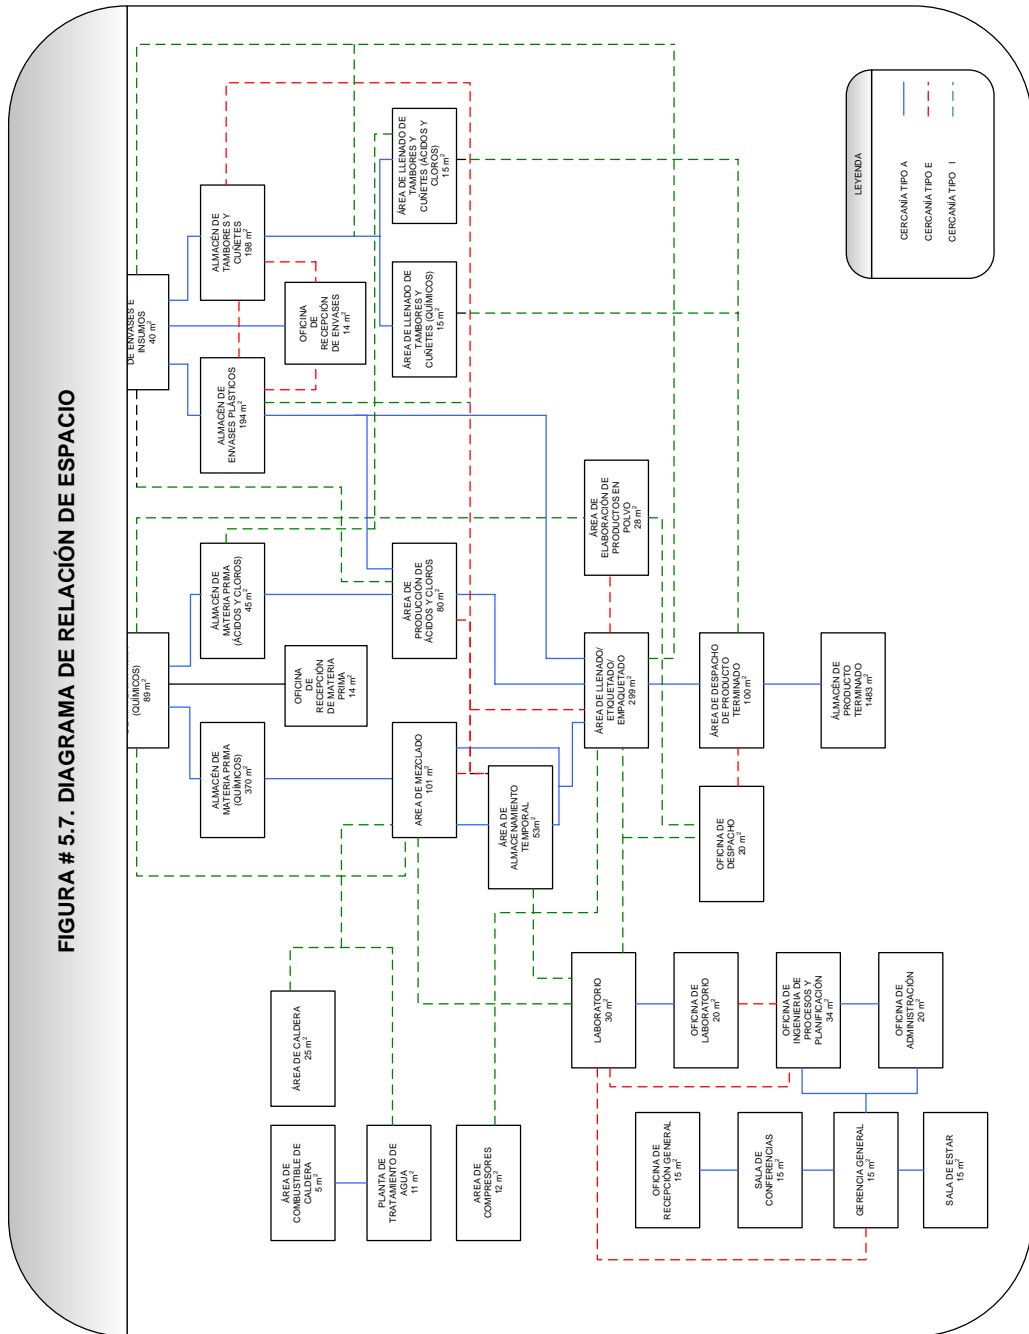 FIGURA # 5.7. DIAGRAMA DE RELACIÓN DE ESPACIO
(QUÍMICOS)
89 m²
DE ENVASES E
INSUMOS
40 m²
ALMACÉN DE
MATERIA PRIMA
(QUÍMICOS)
370 m²
ÁLMACÉN DE
MATERIA PRIMA
(ÁCIDOS Y CLOROS)
45 m²
ALMACÉN DE
ENVASES PLÁSTICOS
194 m²
ALMACÉN DE
TAMBORES Y
CUÑETES
198 m²
OFICINA
DE
RECEPCIÓN
DE MATERIA
PRIMA
14 m²
OFICINA
DE
RECEPCIÓN
DE ENVASES
14 m²
ÁREA DE
COMBUSTIBLE DE
CALDERA
5 m²
ÁREA DE CALDERA
25 m²
PLANTA DE
TRATAMIENTO DE
AGUA
11 m²
AREA DE MEZCLADO
101 m²
ÁREA DE
PRODUCCIÓN DE
ÁCIDOS Y CLOROS
80 m²
ÁREA DE LLENADO DE
TAMBORES Y
CUÑETES (QUÍMICOS)
15 m²
ÁREA DE LLENADO DE
TAMBORES Y
CUÑETES (ÁCIDOS Y
CLOROS)
15 m²
ÁREA DE
COMPRESORES
12 m²
ÁREA DE
ALMACENAMIENTO
TEMPORAL
53m²
LABORATORIO
30 m²
ÁREA DE LLENADO/
ETIQUETADO/
EMPAQUETADO
299 m²
ÁREA DE
ELABORACIÓN DE
PRODUCTOS EN
POLVO
28 m²
OFICINA DE
RECEPCIÓN GENERAL
15 m²
OFICINA DE
LABORATORIO
20 m²
OFICINA DE
DESPACHO
20 m²
ÁREA DE DESPACHO
DE PRODUCTO
TERMINADO
100 m²
SALA DE
CONFERENCIAS
15 m²
OFICINA DE
INGENIERIA DE
PROCESOS Y
PLANIFICACIÓN
34 m²
ÁLMACÉN DE
PRODUCTO
TERMINADO
1483 m²
GERENCIA GENERAL
15 m²
OFICINA DE
ADMINISTRACIÓN
20 m²
SALA DE ESTAR
15 m²
LEYENDA
CERCANÍA TIPO A
CERCANÍA TIPO E
CERCANÍA TIPO I